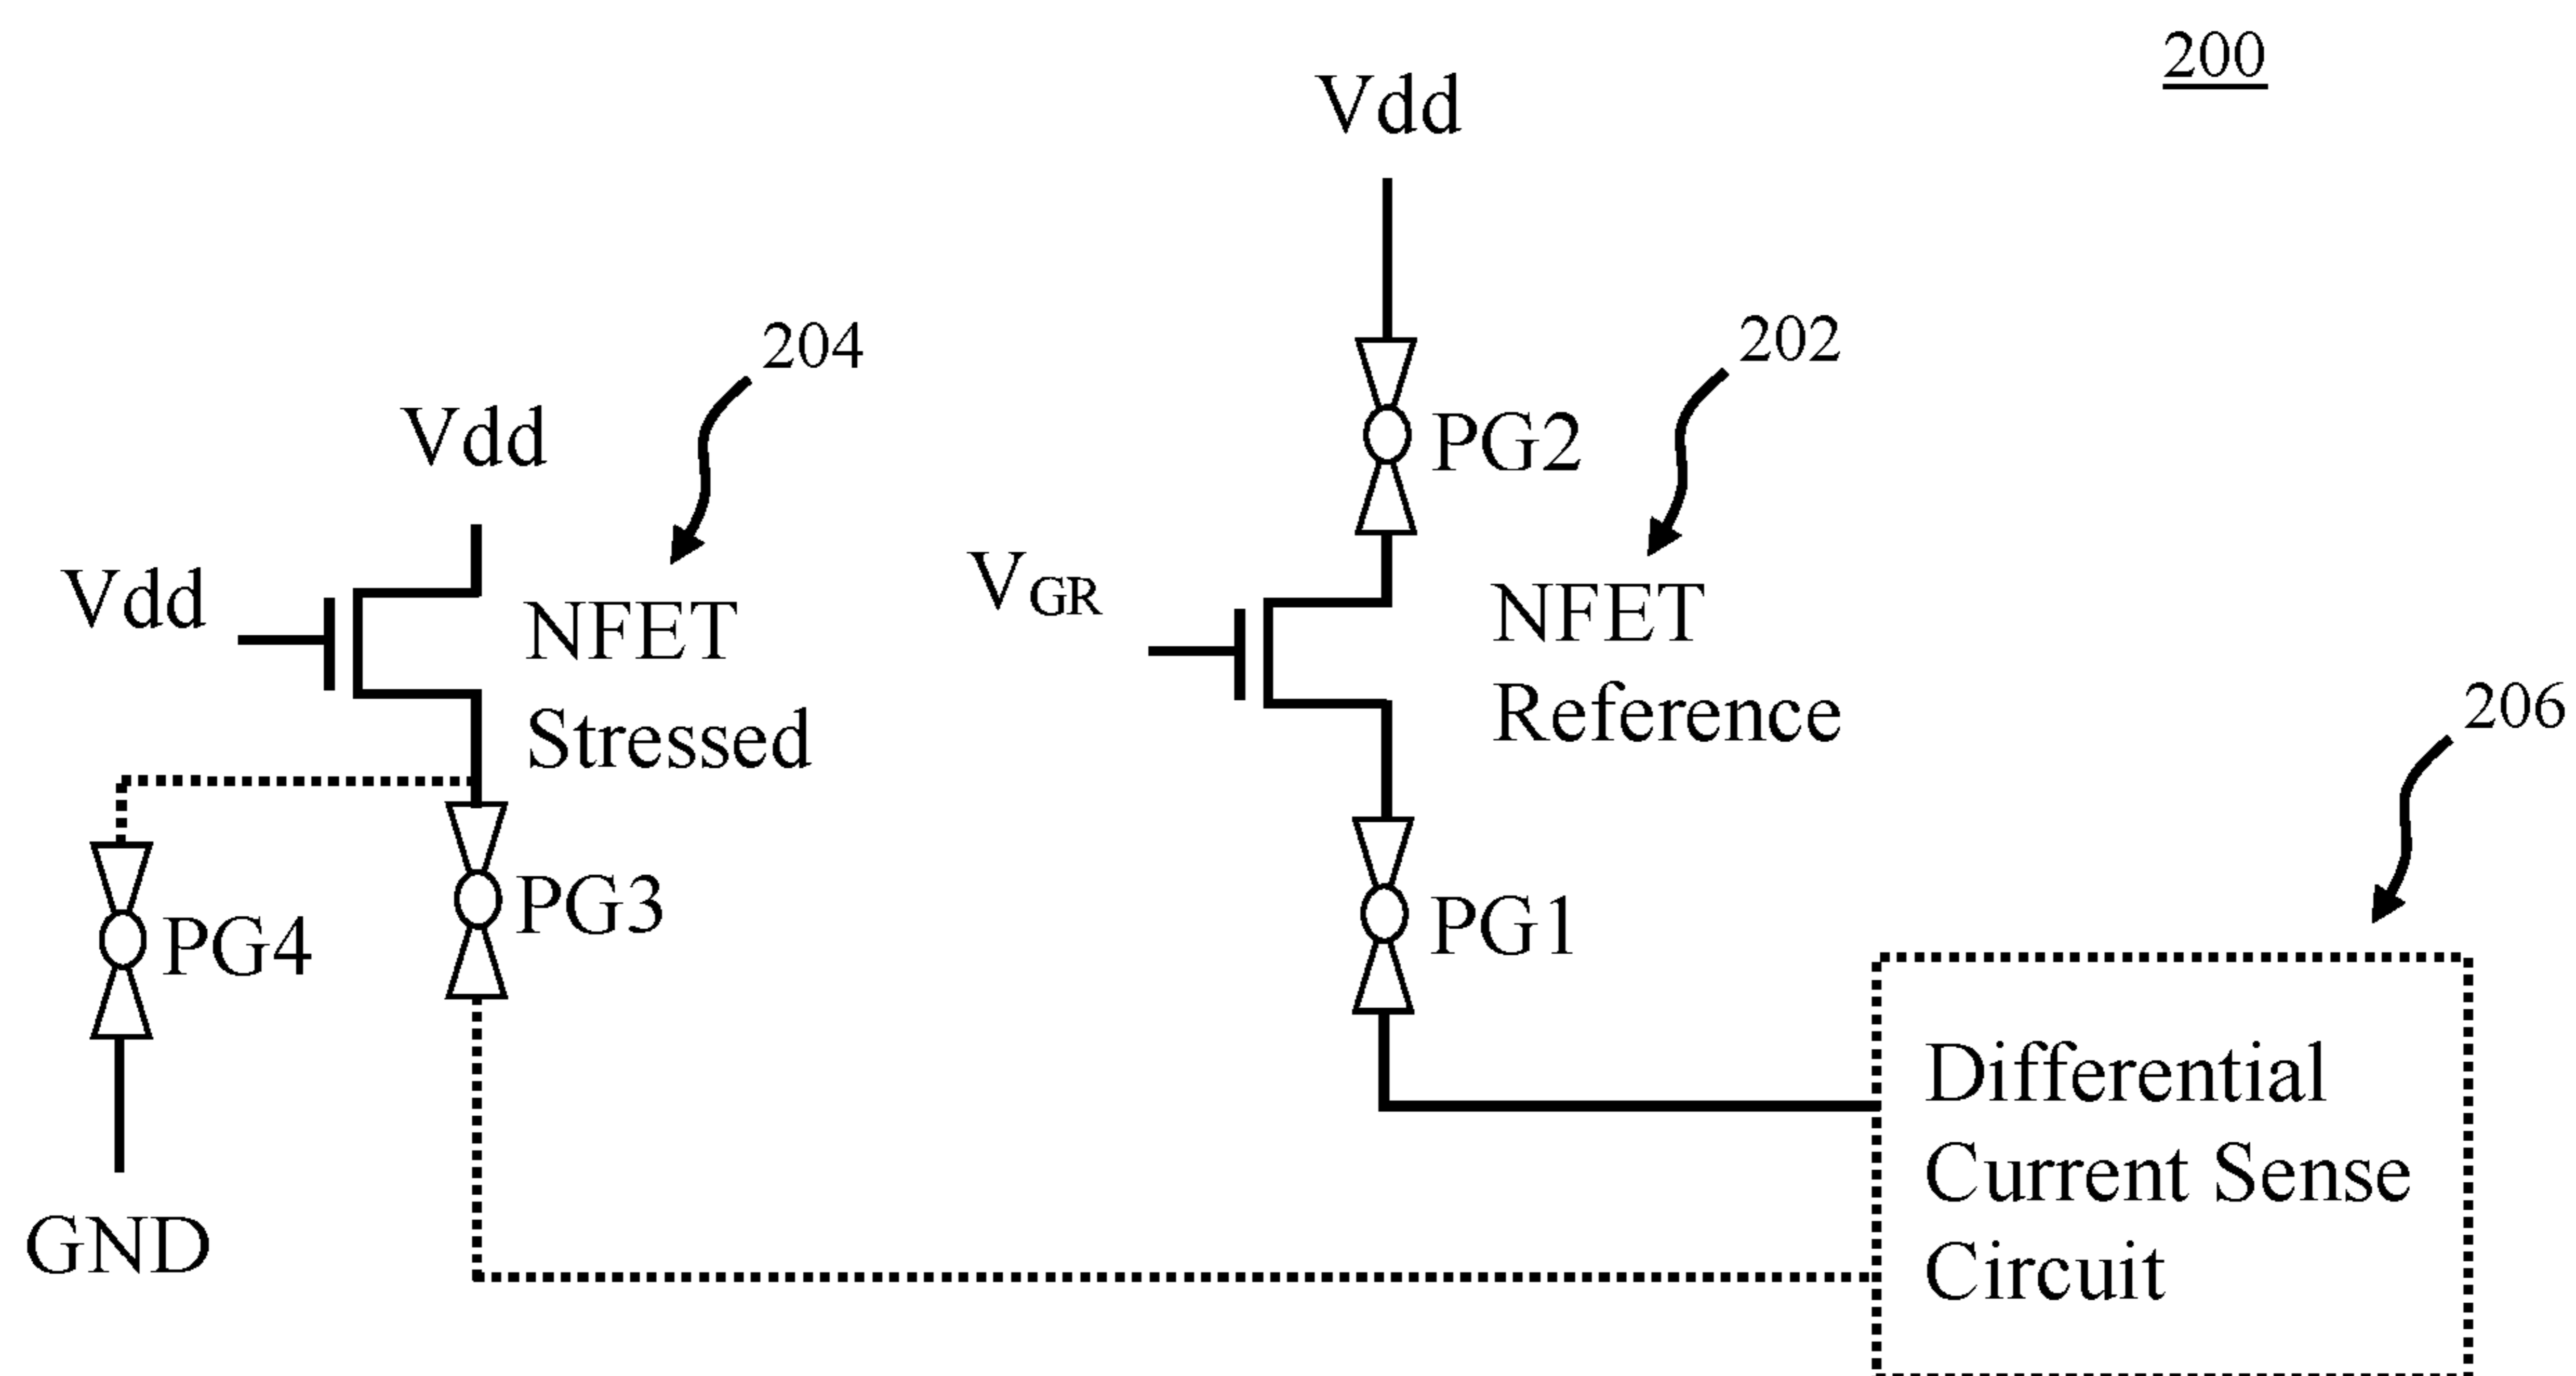 200
Vdd
204
202
Vdd
PG2
Vdd
NFET
Stressed
V_GR
NFET
Reference
206
PG4
PG3
PG1
GND
Differential
Current Sense
Circuit